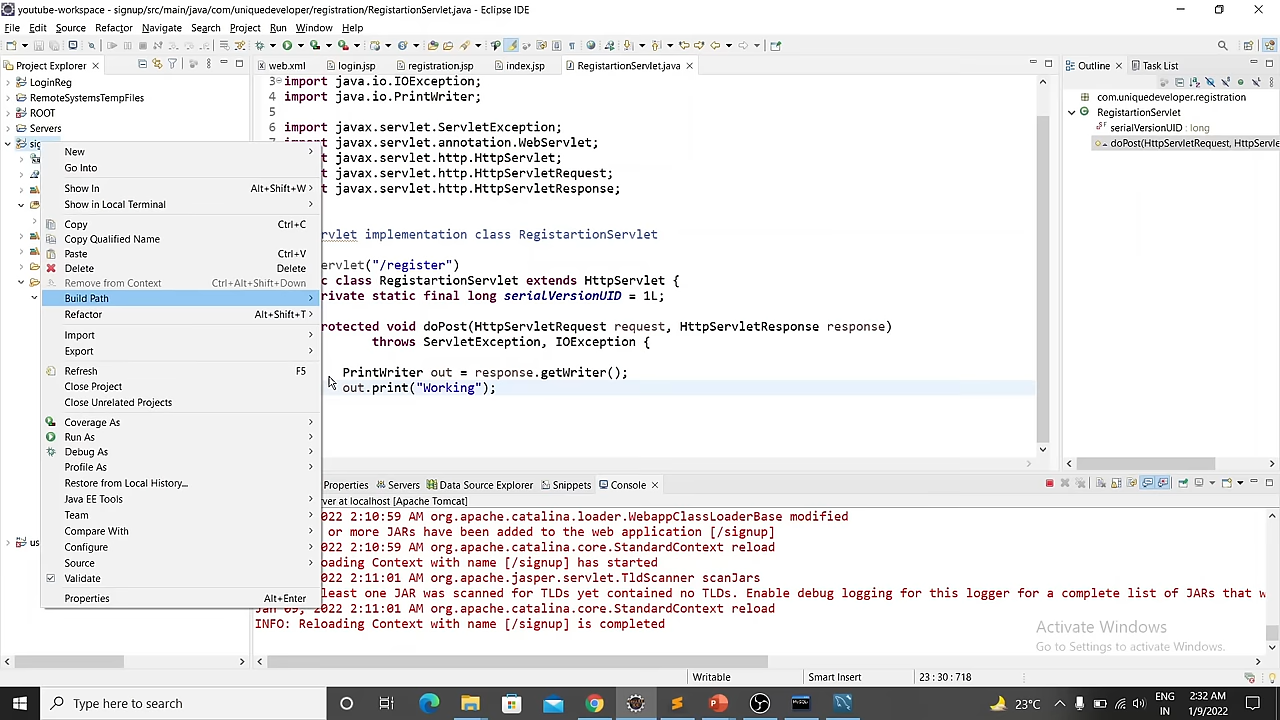 youtube-workspace - signup/src/main/java/com/uniquedeveloper/registration/RegistartionServlet.java - Eclipse IDE
File Edit Source Refactor Navigate Search Project Run Window Help
Project Explorer
web.xml login.jsp registration.jsp index.jsp RegistartionServlet.java
Outline Task List
LoginReg
RemoteSystemsTempFiles
ROOT
Servers
sig
us
New
Go Into
Show In Alt+Shift+W
Show in Local Terminal
Copy Ctrl+C
Copy Qualified Name
Paste Ctrl+V
Delete Delete
Remove from Context Ctrl+Alt+Shift+Down
Build Path
Refactor Alt+Shift+T
Import
Export
Refresh F5
Close Project
Close Unrelated Projects
Coverage As
Run As
Debug As
Profile As
Restore from Local History...
Java EE Tools
Team
Compare With
Configure
Source
Validate
Properties Alt+Enter
3 import java.io.IOException;
4 import java.io.PrintWriter;
5
6 import javax.servlet.ServletException;
import javax.servlet.annotation.WebServlet;
import javax.servlet.http.HttpServlet;
import javax.servlet.http.HttpServletRequest;
import javax.servlet.http.HttpServletResponse;
rvlet implementation class RegistartionServlet
ervlet("/register")
c class RegistartionServlet extends HttpServlet {
rivate static final long serialVersionUID = 1L;
rotected void doPost(HttpServletRequest request, HttpServletResponse response)
throws ServletException, IOException {
PrintWriter out = response.getWriter();
out.print("Working");
com.uniquedeveloper.registration
RegistartionServlet
serialVersionUID : long
doPost(HttpServletRequest, HttpServle
Properties Servers Data Source Explorer Snippets Console
ver at localhost [Apache Tomcat]
2022 2:10:59 AM org.apache.catalina.loader.WebappClassLoaderBase modified
or more JARs have been added to the web application [/signup]
2022 2:10:59 AM org.apache.catalina.core.StandardContext reload
oading Context with name [/signup] has started
2022 2:11:01 AM org.apache.jasper.servlet.TldScanner scanJars
least one JAR was scanned for TLDs yet contained no TLDs. Enable debug logging for this logger for a complete list of JARs that w
Jan 09, 2022 2:11:01 AM org.apache.catalina.core.StandardContext reload
INFO: Reloading Context with name [/signup] is completed
Activate Windows
Go to Settings to activate Windows.
Writable Smart Insert 23 : 30 : 718
Type here to search
23°C
ENG
IN
2:32 AM
1/9/2022